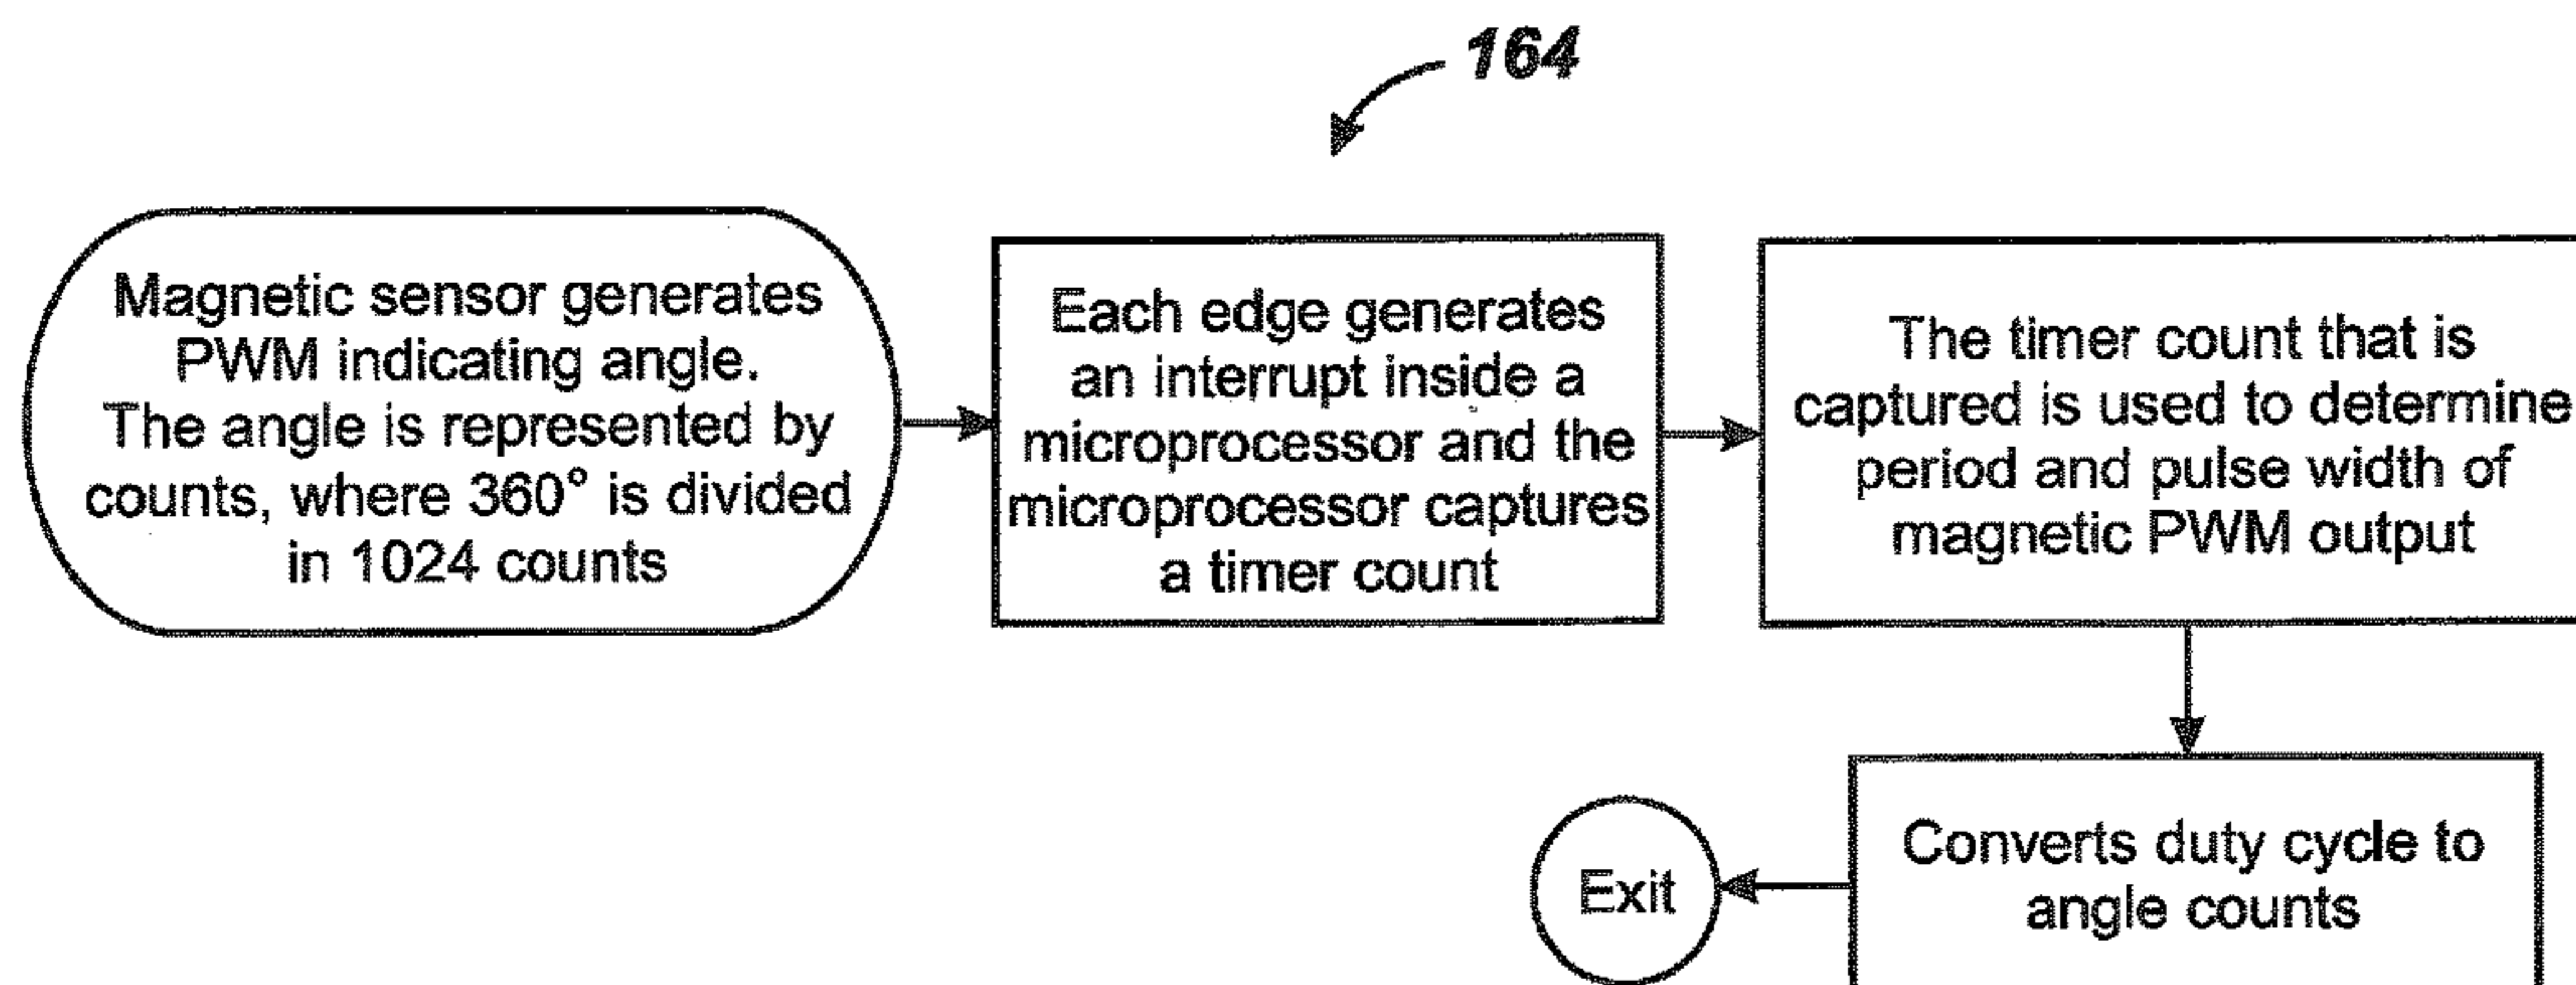 164
Magnetic sensor generates
PWM indicating angle.
The angle is represented by
counts, where 360° is divided
in 1024 counts
Each edge generates
an interrupt inside a
microprocessor and the
microprocessor captures
a timer count
The timer count that is
captured is used to determine
period and pulse width of
magnetic PWM output
Converts duty cycle to
angle counts
Exit